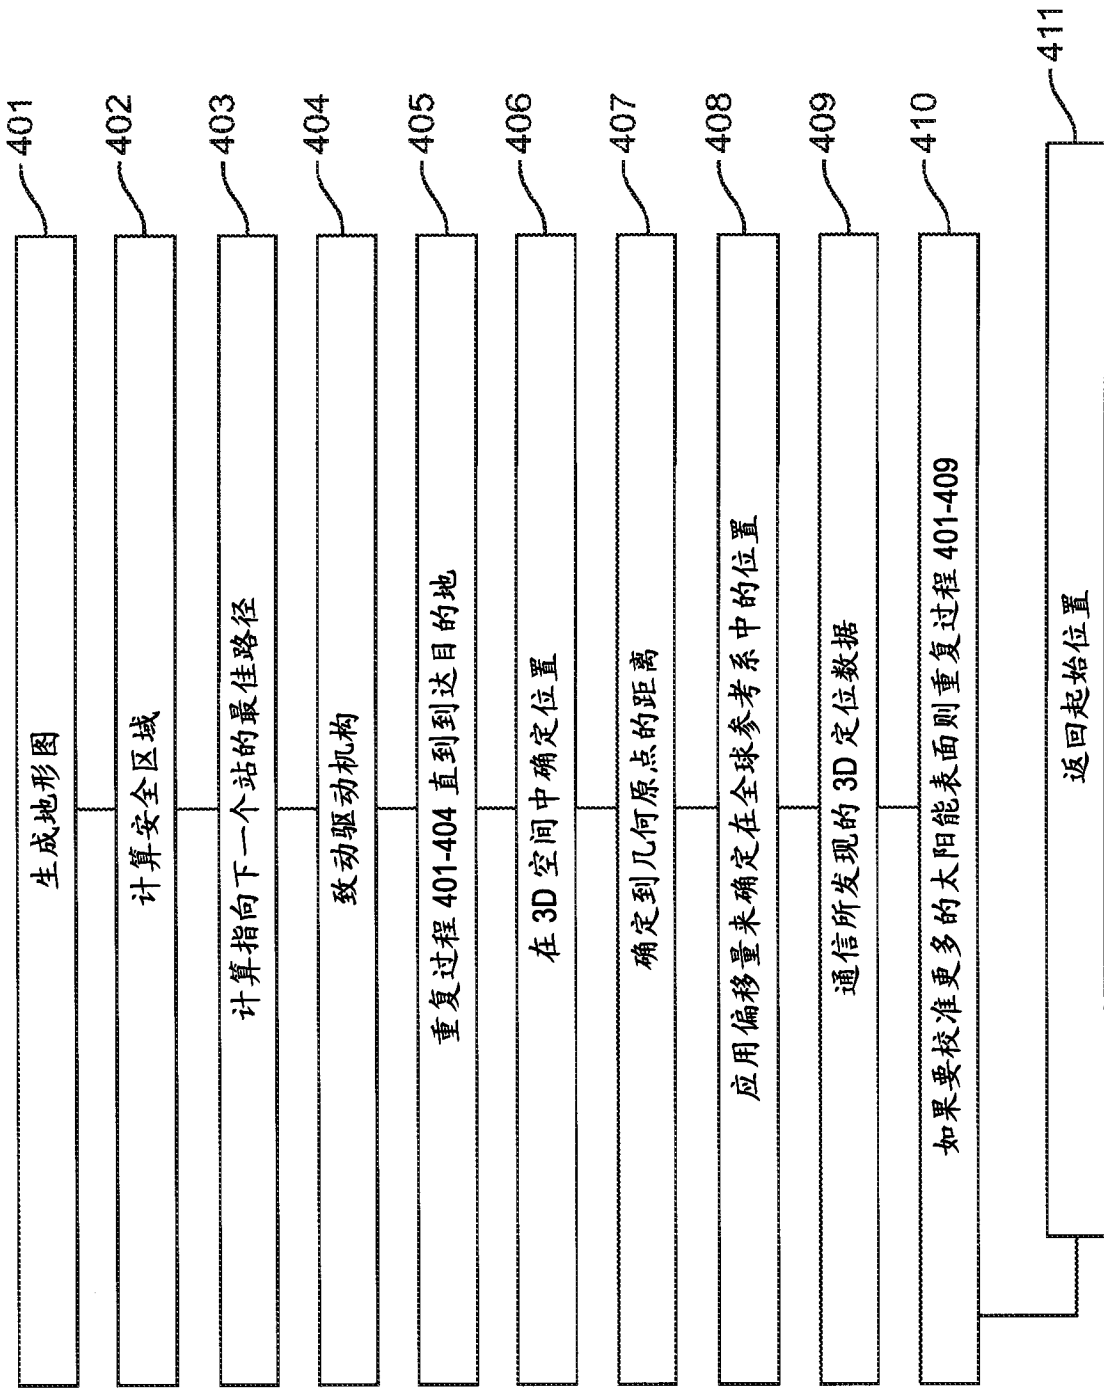 生成地形图 401
计算安全区域 402
计算指向下一个站的最佳路径 403
致动驱动机构 404
重复过程 401-404 直到到达目的地 405
在 3D 空间中确定位置 406
确定到几何原点的距离 407
应用偏移量来确定在全球参考系中的位置 408
通信所发现的 3D 定位数据 409
如果要校准更多的太阳能表面则重复过程 401-409 410
返回起始位置 411